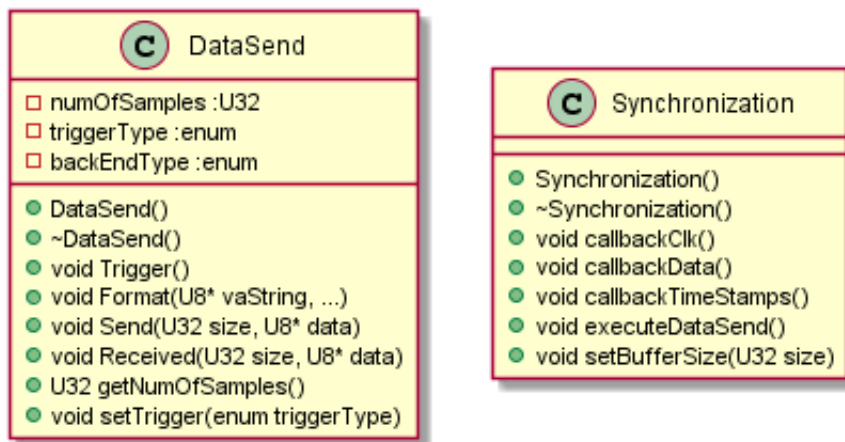 C DataSend
numOfSamples :U32
triggerType :enum
backEndType :enum
DataSend()
~DataSend()
void Trigger()
void Format(U8* vaString, ...)
void Send(U32 size, U8* data)
void Received(U32 size, U8* data)
U32 getNumOfSamples()
void setTrigger(enum triggerType)
C Synchronization
Synchronization()
~Synchronization()
void callbackClk()
void callbackData()
void callbackTimeStamps()
void executeDataSend()
void setBufferSize(U32 size)